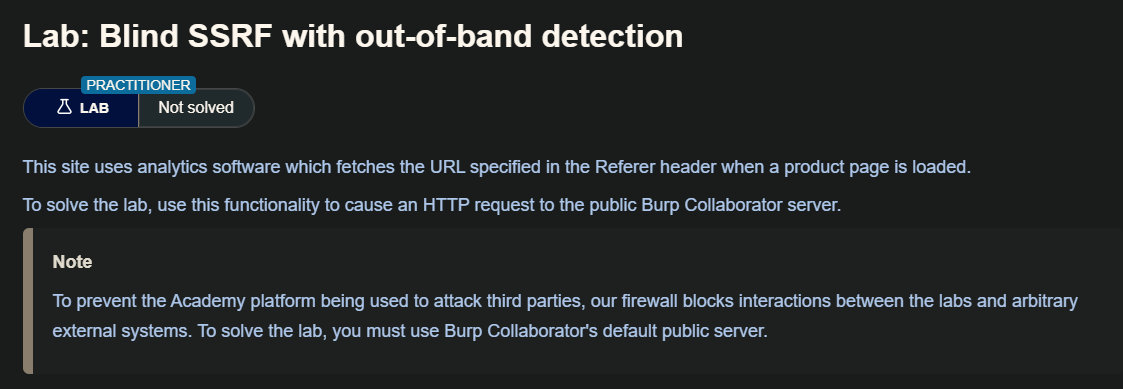 Lab: Blind SSRF with out-of-band detection
PRACTITIONER
LAB
Not solved
This site uses analytics software which fetches the URL specified in the Referer header when a product page is loaded.
To solve the lab, use this functionality to cause an HTTP request to the public Burp Collaborator server.
Note
To prevent the Academy platform being used to attack third parties, our firewall blocks interactions between the labs and arbitrary
external systems. To solve the lab, you must use Burp Collaborator's default public server.